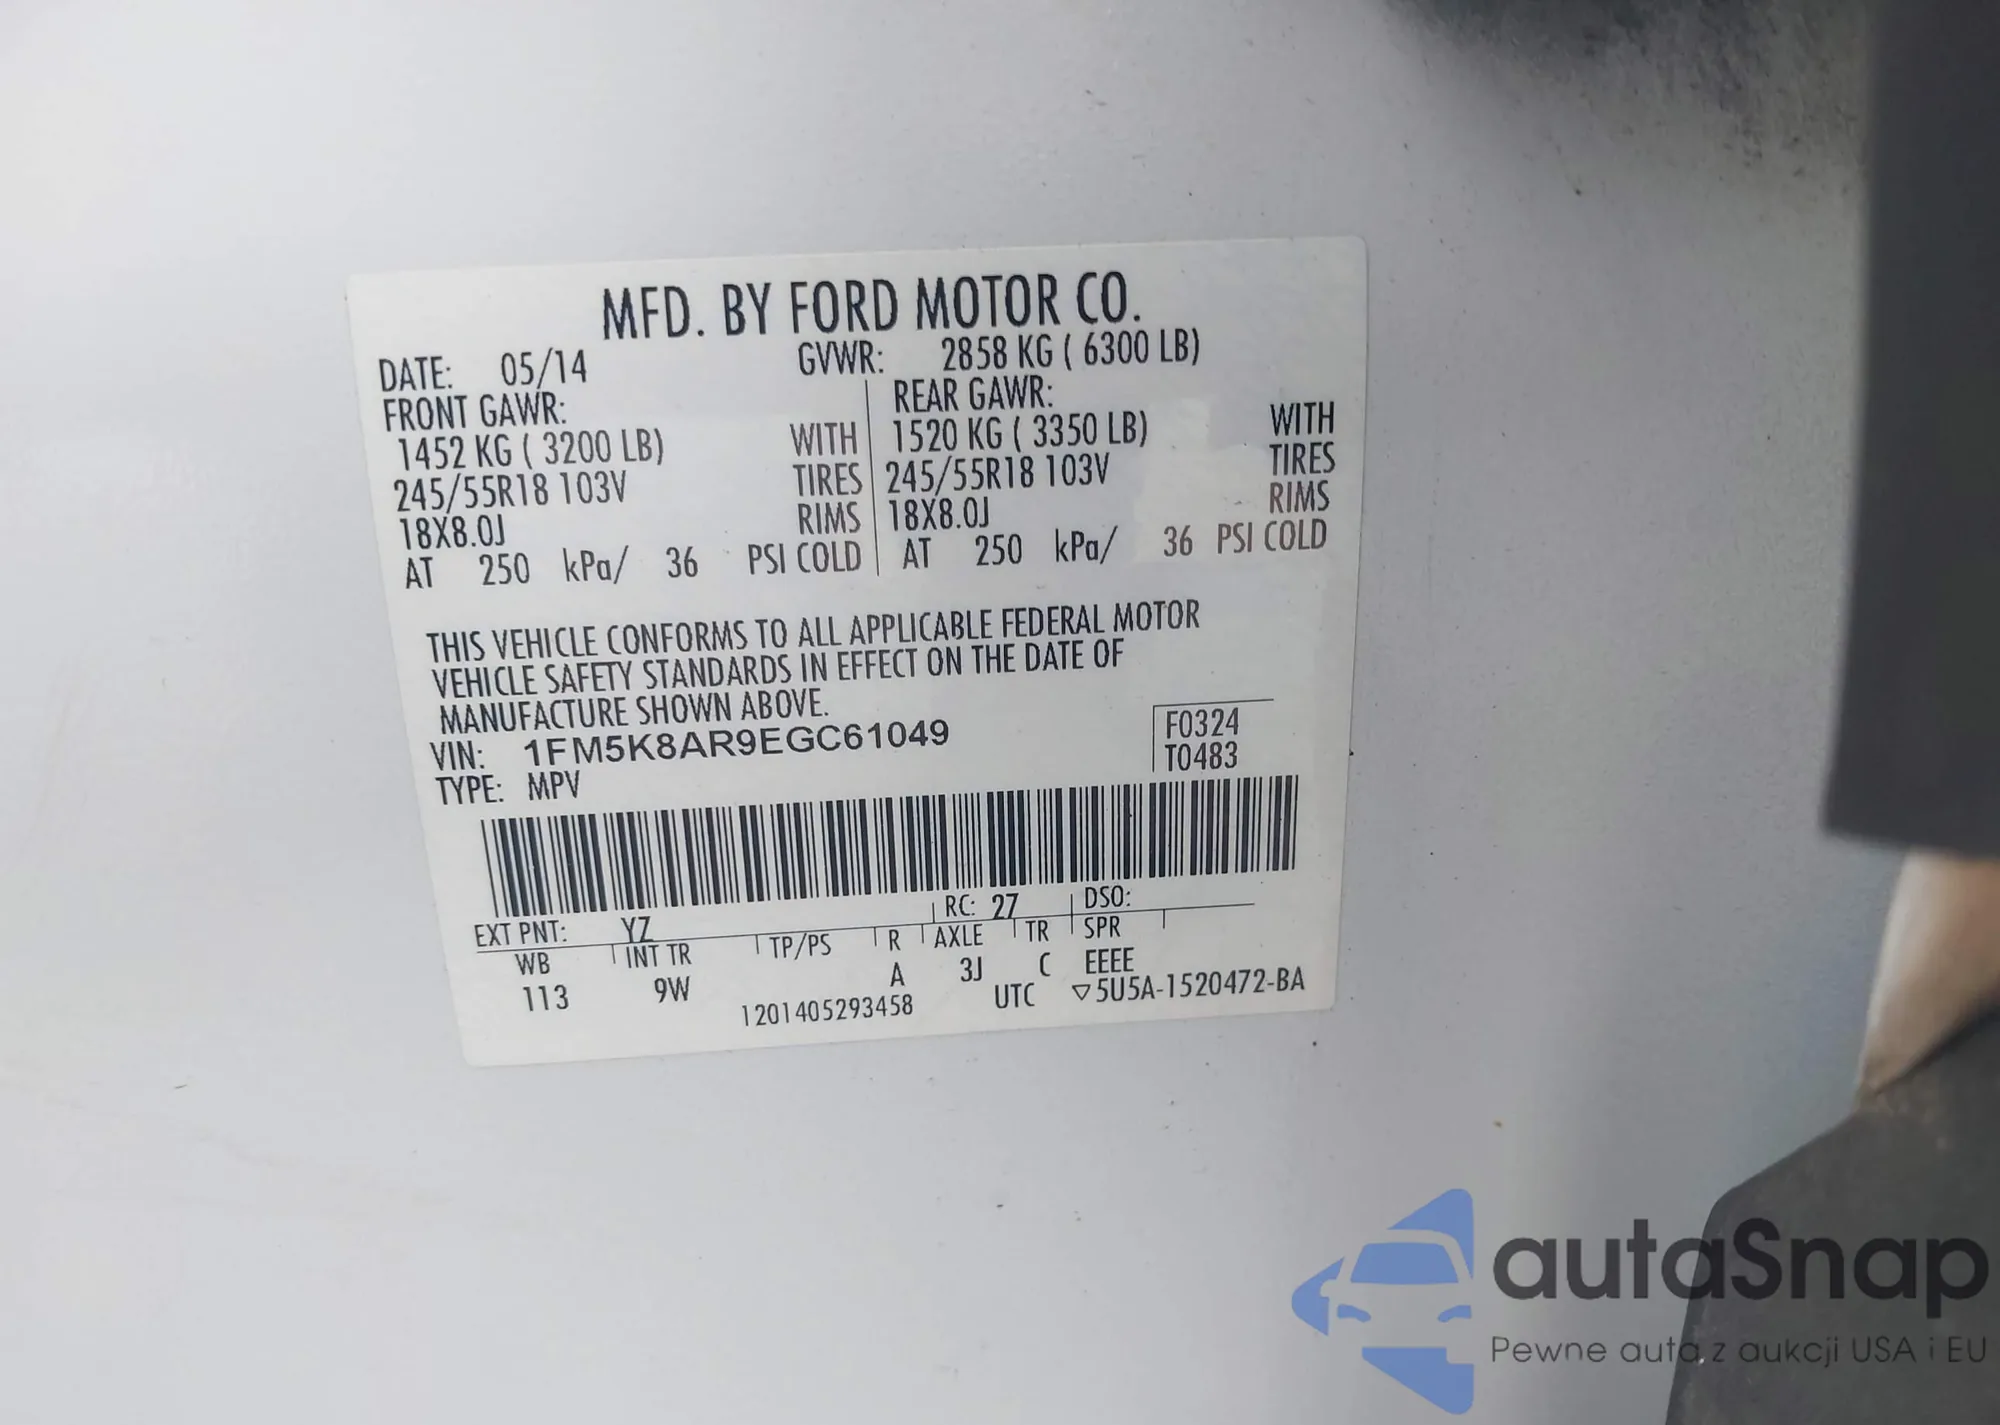 MFD. BY FORD MOTOR CO.
DATE: 05/14 GVWR: 2858 KG ( 6300 LB)
FRONT GAWR: REAR GAWR:
1452 KG ( 3200 LB) WITH 1520 KG ( 3350 LB) WITH
245/55R18 103V TIRES 245/55R18 103V TIRES
18X8.0J RIMS 18X8.0J RIMS
AT 250 kPa/ 36 PSI COLD AT 250 kPa/ 36 PSI COLD
THIS VEHICLE CONFORMS TO ALL APPLICABLE FEDERAL MOTOR
VEHICLE SAFETY STANDARDS IN EFFECT ON THE DATE OF
MANUFACTURE SHOWN ABOVE.
VIN: 1FM5K8AR9EGC61049 F0324
TYPE: MPV T0483
EXT PNT: YZ RC: 27 DSO:
WB INT TR TP/PS R AXLE TR SPR
113 9W A 3J C EEEE
1201405293458 UTC ▽5U5A-1520472-BA
autaSnap
Pewne auta z aukcji USA i EU